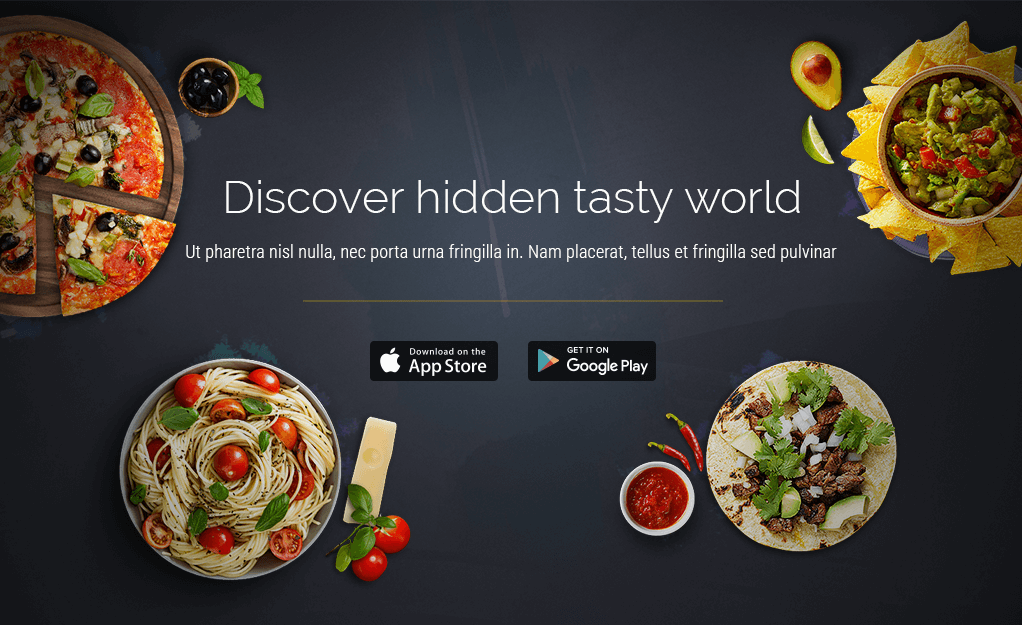 Discover hidden tasty world
Ut pharetra nisl nulla, nec porta urna fringilla in. Nam placerat, tellus et fringilla sed pulvinar
Download on the
App Store
GET IT ON
Google Play